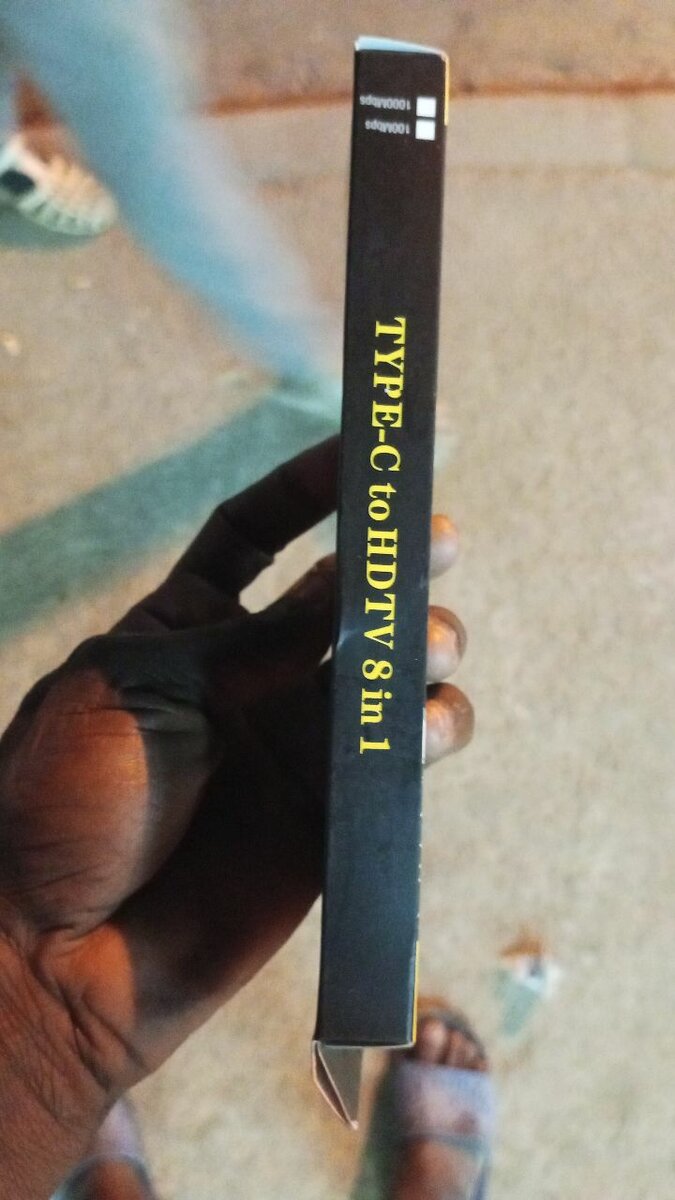 1000Mbps
100Mbps
TYPE-C to HDTV 8 in 1